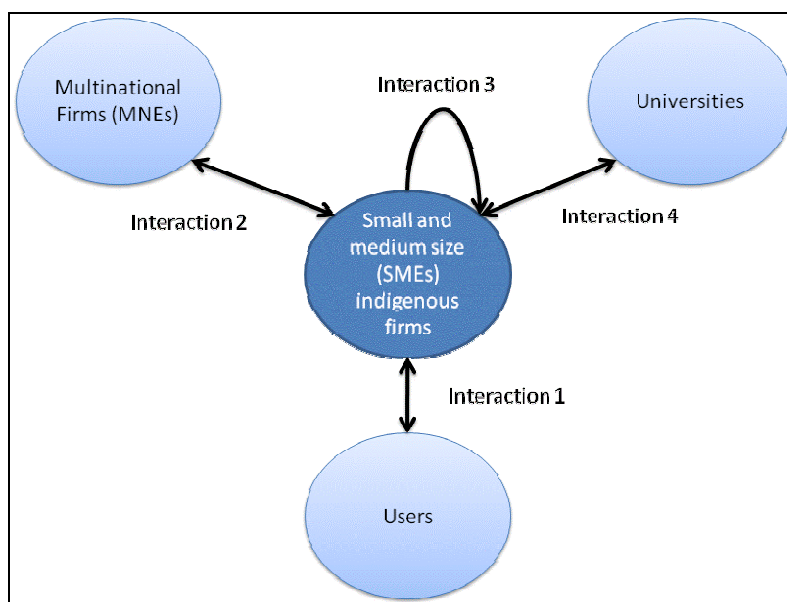 Multinational
Firms (MNEs)
Interaction 3
Universities
Interaction 2
Interaction 4
Small and
medium size
(SMEs)
indigenous
firms
Interaction 1
Users